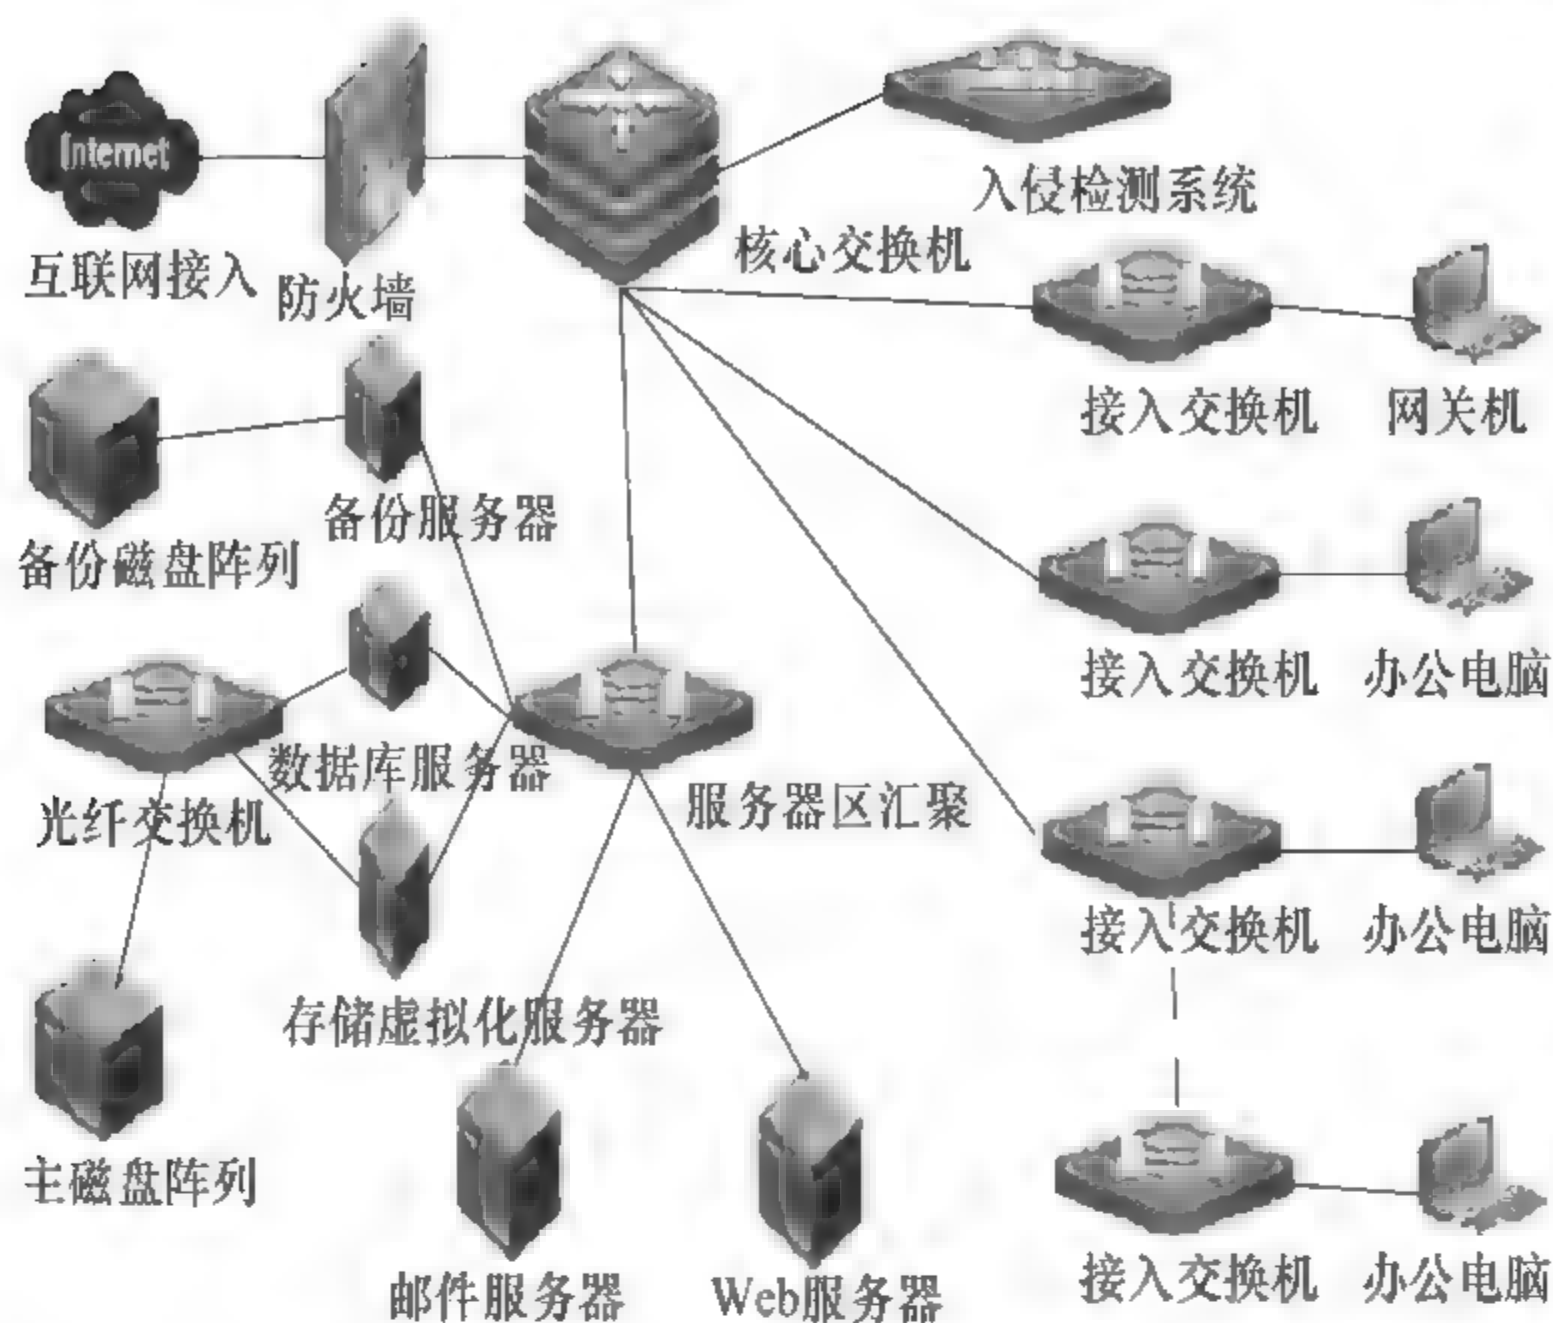 Internet
互联网接入
防火墙
核心交换机
入侵检测系统
接入交换机
网关机
备份磁盘阵列
备份服务器
接入交换机
办公电脑
光纤交换机
数据库服务器
服务器区汇聚
接入交换机
办公电脑
存储虚拟化服务器
主磁盘阵列
邮件服务器
Web服务器
接入交换机
办公电脑